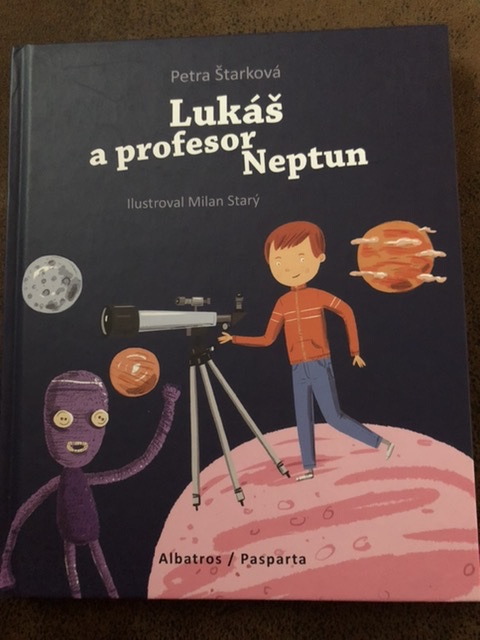 Petra Štarková
Lukáš
a profesor
Neptun
Ilustroval Milan Starý
Albatros / Pasparta